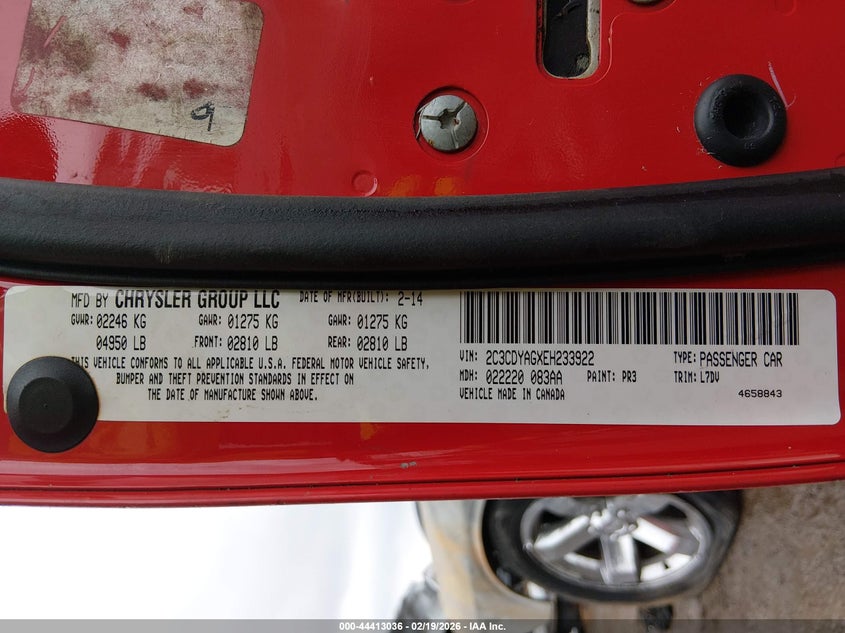 9
MFD BY CHRYSLER GROUP LLC DATE OF MFR(BUILT): 2-14
GVWR: 02246 KG GAWR: 01275 KG GAWR: 01275 KG
04950 LB FRONT: 02810 LB REAR: 02810 LB
THIS VEHICLE CONFORMS TO ALL APPLICABLE U.S.A. FEDERAL MOTOR VEHICLE SAFETY,
BUMPER AND THEFT PREVENTION STANDARDS IN EFFECT ON
THE DATE OF MANUFACTURE SHOWN ABOVE.
VIN: 2C3CDYAGXEH233922 TYPE: PASSENGER CAR
MDH: 022220 083AA PAINT: PR3 TRIM: L7DV
VEHICLE MADE IN CANADA 4658843
000-44413036 - 02/19/2026 - IAA Inc.